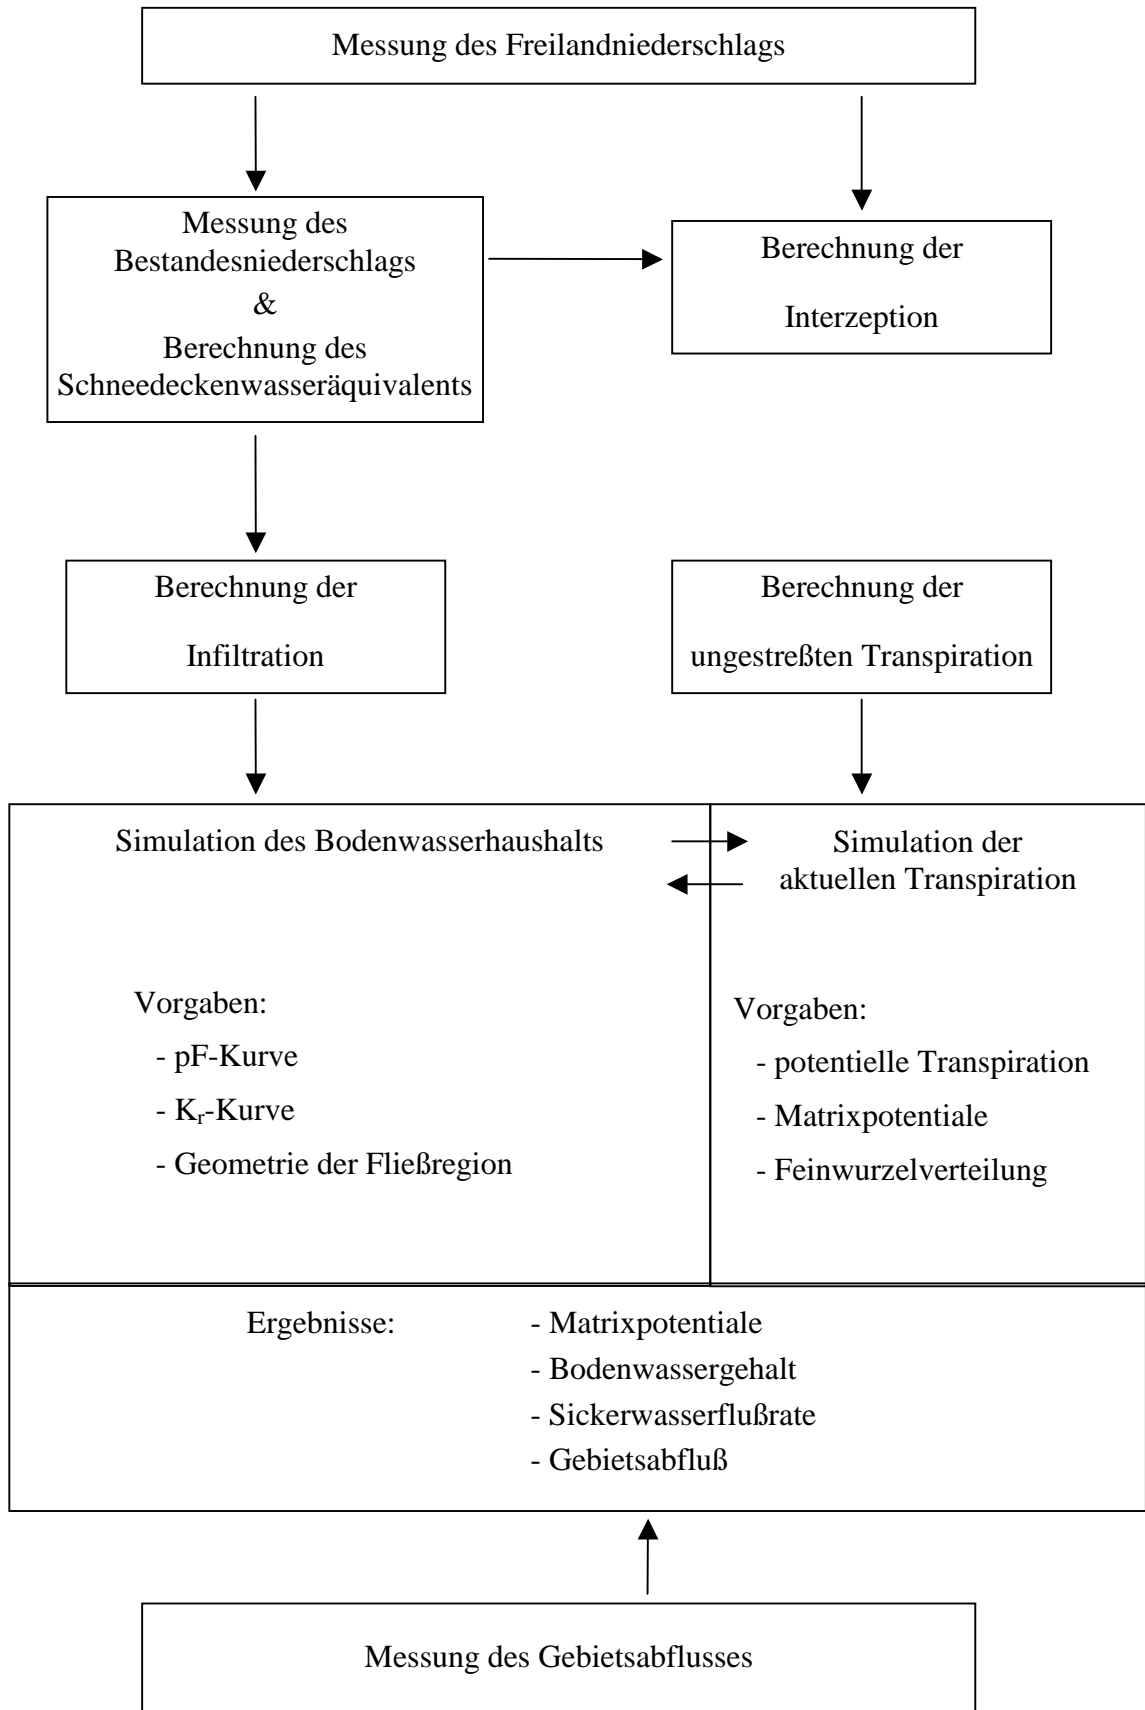 Messung des Freilandniederschlags
Messung des
Bestandesniederschlags
&
Berechnung des
Schneedeckenwasseräquivalents
Berechnung der
Interzeption
Berechnung der
Infiltration
Berechnung der
ungestreßten Transpiration
Simulation des Bodenwasserhaushalts
Vorgaben:
- pF-Kurve
- Kr-Kurve
- Geometrie der Fließregion
Simulation der
aktuellen Transpiration
Vorgaben:
- potentielle Transpiration
- Matrixpotentiale
- Feinwurzelverteilung
Ergebnisse:
- Matrixpotentiale
- Bodenwassergehalt
- Sickerwasserflußrate
- Gebietsabfluß
Messung des Gebietsabflusses